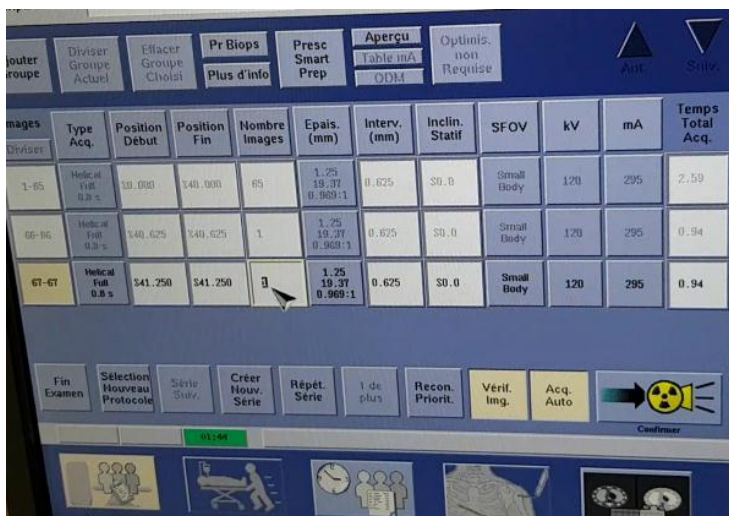 jouter
Groupe
Diviser
Groupe
Actuel
Effacer
Groupe
Choisi
Pr Biops
Plus d'info
Presc
Smart
Prep
Aperçu
Table mA
ODM
Optimis.
non
Requise
Ant.
Suiv.
mages
Diviser
Type
Acq.
Position
Début
Position
Fin
Nombre
Images
Epais.
(mm)
Interv.
(mm)
Inclin.
Statif
SFOV
kV
mA
Temps
Total
Acq.
1-65
Helical
Full
0.8 s
S0.000
S40.000
65
1.25
19.37
0.969:1
0.625
S0.0
Small
Body
120
295
2.59
66-66
Helical
Full
0.8 s
S40.625
S40.625
1
1.25
19.37
0.969:1
0.625
S0.0
Small
Body
120
295
0.94
67-67
Helical
Full
0.8 s
S41.250
S41.250
1.25
19.37
0.969:1
0.625
S0.0
Small
Body
120
295
0.94
Fin
Examen
Sélection
Nouveau
Protocole
Série
Suiv.
Créer
Nouv.
Série
Répét.
Série
1 de
plus
Recon.
Priorit.
Vérif.
Img.
Acq.
Auto
Confirmer
01:44